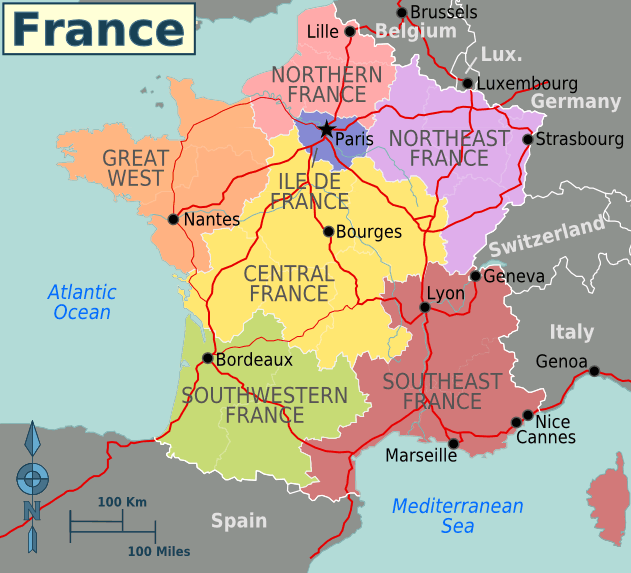 France
Brussels
Lille
Belgium
Lux.
Luxembourg
Germany
NORTHERN
FRANCE
Paris
NORTHEAST
FRANCE
Strasbourg
GREAT
WEST
ILE DE
FRANCE
Nantes
Bourges
Switzerland
Geneva
CENTRAL
FRANCE
Lyon
Atlantic
Ocean
Italy
Genoa
Bordeaux
SOUTHWESTERN
FRANCE
SOUTHEAST
FRANCE
Nice
Cannes
Marseille
N
100 Km
100 Miles
Spain
Mediterranean
Sea